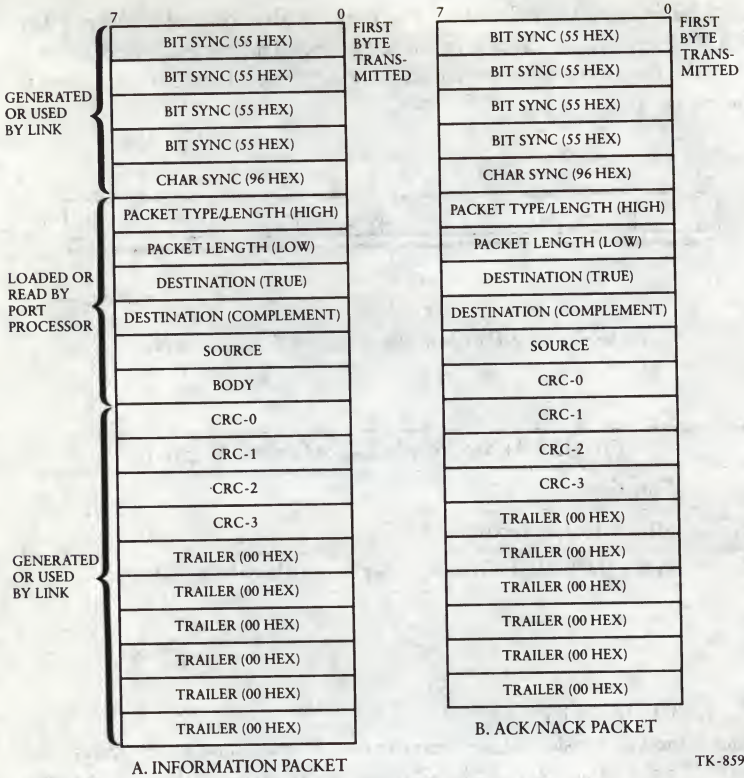 7 0
BIT SYNC (55 HEX)
BIT SYNC (55 HEX)
BIT SYNC (55 HEX)
BIT SYNC (55 HEX)
CHAR SYNC (96 HEX)
PACKET TYPE/LENGTH (HIGH)
PACKET LENGTH (LOW)
DESTINATION (TRUE)
DESTINATION (COMPLEMENT)
SOURCE
BODY
CRC-0
CRC-1
CRC-2
CRC-3
TRAILER (00 HEX)
TRAILER (00 HEX)
TRAILER (00 HEX)
TRAILER (00 HEX)
TRAILER (00 HEX)
TRAILER (00 HEX)
FIRST
BYTE
TRANS-
MITTED
GENERATED
OR USED
BY LINK
LOADED OR
READ BY
PORT
PROCESSOR
GENERATED
OR USED
BY LINK
A. INFORMATION PACKET
7 0
BIT SYNC (55 HEX)
BIT SYNC (55 HEX)
BIT SYNC (55 HEX)
BIT SYNC (55 HEX)
CHAR SYNC (96 HEX)
PACKET TYPE/LENGTH (HIGH)
PACKET LENGTH (LOW)
DESTINATION (TRUE)
DESTINATION (COMPLEMENT)
SOURCE
CRC-0
CRC-1
CRC-2
CRC-3
TRAILER (00 HEX)
TRAILER (00 HEX)
TRAILER (00 HEX)
TRAILER (00 HEX)
TRAILER (00 HEX)
TRAILER (00 HEX)
FIRST
BYTE
TRANS-
MITTED
B. ACK/NACK PACKET
TK-859